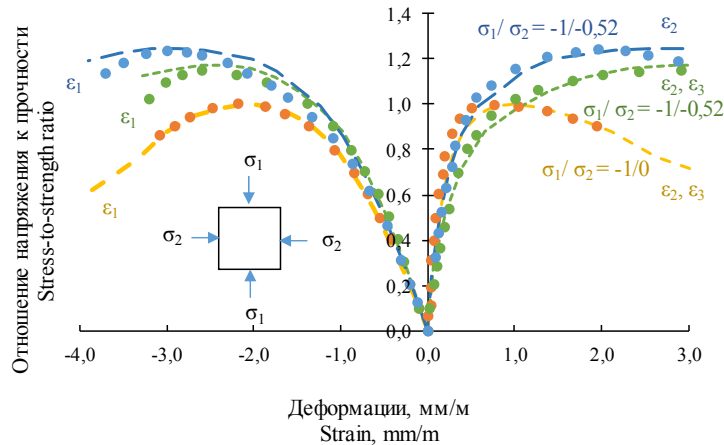 Отношение напряжения к прочности
Stress-to-strength ratio
1,4
1,2
1,0
0,8
0,6
0,4
0,2
0,0
-4,0 -3,0 -2,0 -1,0 0,0 1,0 2,0 3,0
σ1/ σ2 = -1/-0,52
ε2
ε1
ε1
ε2, ε3
σ1/ σ2 = -1/-0,52
σ1/ σ2 = -1/0
ε2, ε3
ε1
σ1
σ2 σ2
σ1
Деформации, мм/м
Strain, mm/m